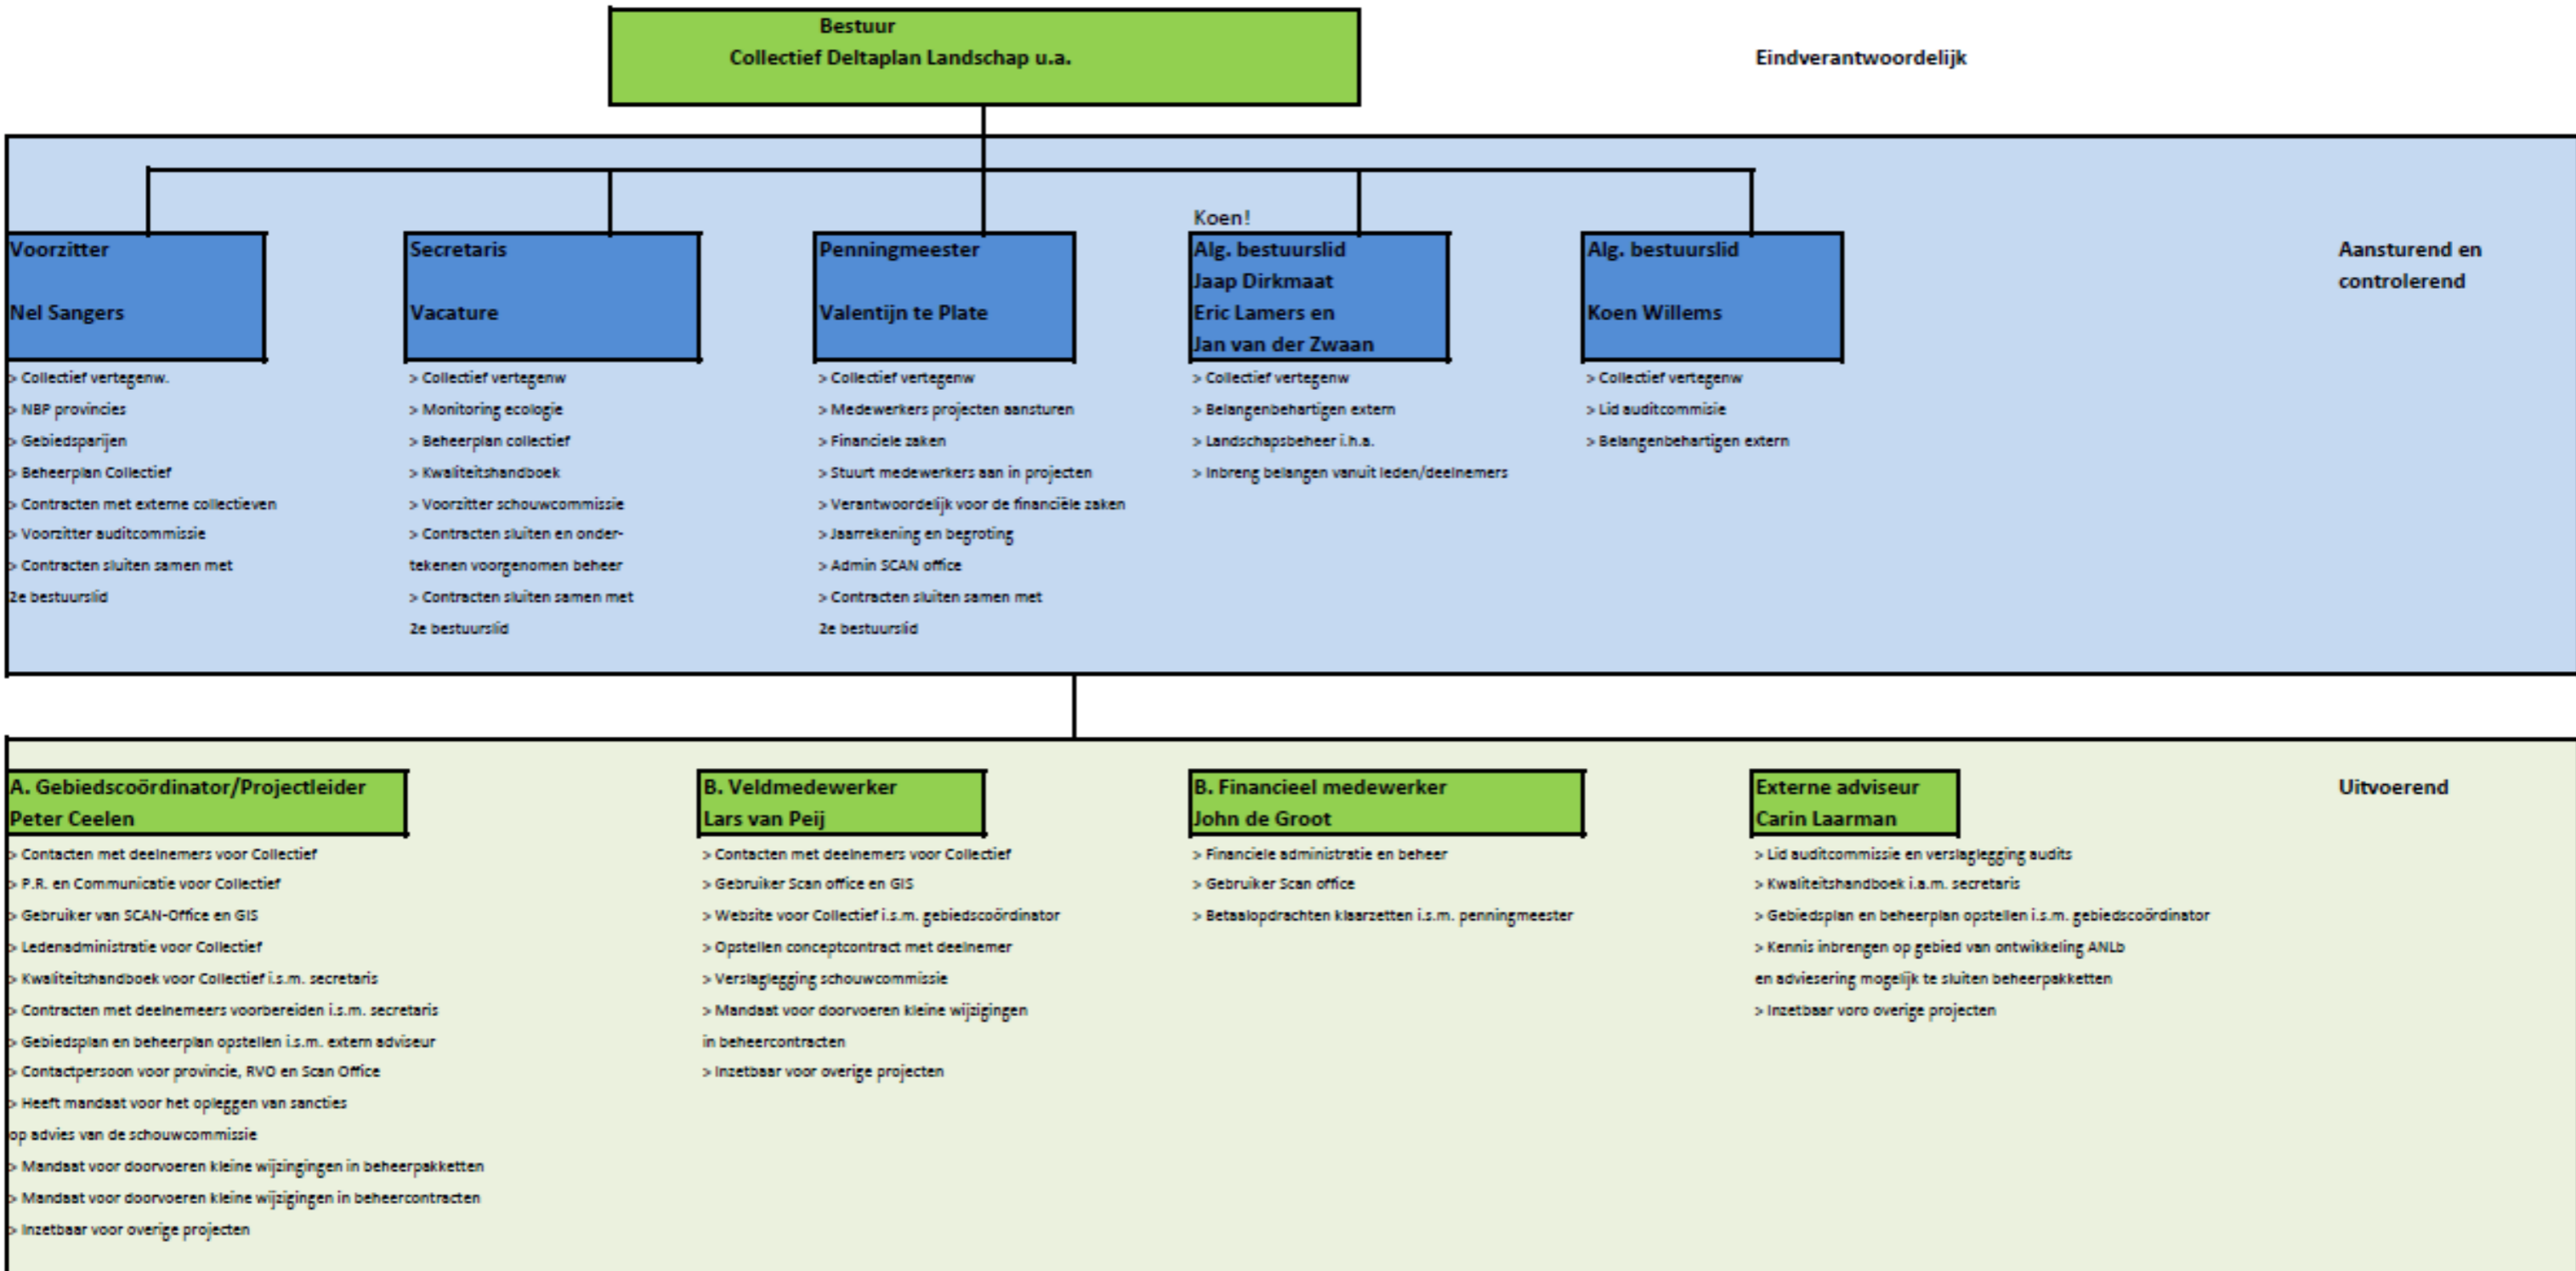 Bestuur
Collectief Deltaplan Landschap u.a.
Eindverantwoordelijk
Koen!
Voorzitter
Nel Sangers
> Collectief vertegenw.
> NBP provincies
> Gebiedsparijen
> Beheerplan Collectief
> Contracten met externe collectieven
> Voorzitter auditcommissie
> Contracten sluiten samen met
2e bestuurslid
Secretaris
Vacature
> Collectief vertegenw
> Monitoring ecologie
> Beheerplan collectief
> Kwaliteitshandboek
> Voorzitter schouwcommissie
> Contracten sluiten en onder-
tekenen voorgenomen beheer
> Contracten sluiten samen met
2e bestuurslid
Penningmeester
Valentijn te Plate
> Collectief vertegenw
> Medewerkers projecten aansturen
> Financiele zaken
> Stuurt medewerkers aan in projecten
> Verantwoordelijk voor de financiële zaken
> Jaarrekening en begroting
> Admin SCAN office
> Contracten sluiten samen met
2e bestuurslid
Alg. bestuurslid
Jaap Dirkmaat
Eric Lamers en
Jan van der Zwaan
> Collectief vertegenw
> Belangenbehartigen extern
> Landschapsbeheer i.h.a.
> Inbreng belangen vanuit leden/deelnemers
Alg. bestuurslid
Koen Willems
> Collectief vertegenw
> Lid auditcommisie
> Belangenbehartigen extern
Aansturend en
controlerend
A. Gebiedscoördinator/Projectleider
Peter Ceelen
> Contacten met deelnemers voor Collectief
> P.R. en Communicatie voor Collectief
> Gebruiker van SCAN-Office en GIS
> Ledenadministratie voor Collectief
> Kwaliteitshandboek voor Collectief i.s.m. secretaris
> Contracten met deelnemeers voorbereiden i.s.m. secretaris
> Gebiedsplan en beheerplan opstellen i.s.m. extern adviseur
> Contactpersoon voor provincie, RVO en Scan Office
> Heeft mandaat voor het opleggen van sancties
op advies van de schouwcommissie
> Mandaat voor doorvoeren kleine wijzingingen in beheerpakketten
> Mandaat voor doorvoeren kleine wijzigingen in beheercontracten
> Inzetbaar voor overige projecten
B. Veldmedewerker
Lars van Peij
> Contacten met deelnemers voor Collectief
> Gebruiker Scan office en GIS
> Website voor Collectief i.s.m. gebiedscoördinator
> Opstellen conceptcontract met deelnemer
> Verslaglegging schouwcommissie
> Mandaat voor doorvoeren kleine wijzigingen
in beheercontracten
> Inzetbaar voor overige projecten
B. Financieel medewerker
John de Groot
> Financiele administratie en beheer
> Gebruiker Scan office
> Betaalopdrachten klaarzetten i.s.m. penningmeester
Externe adviseur
Carin Laarman
> Lid auditcommissie en verslaglegging audits
> Kwaliteitshandboek i.a.m. secretaris
> Gebiedsplan en beheerplan opstellen i.s.m. gebiedscoördinator
> Kennis inbrengen op gebied van ontwikkeling ANLb
en adviesering mogelijk te sluiten beheerpakketten
> Inzetbaar voro overige projecten
Uitvoerend